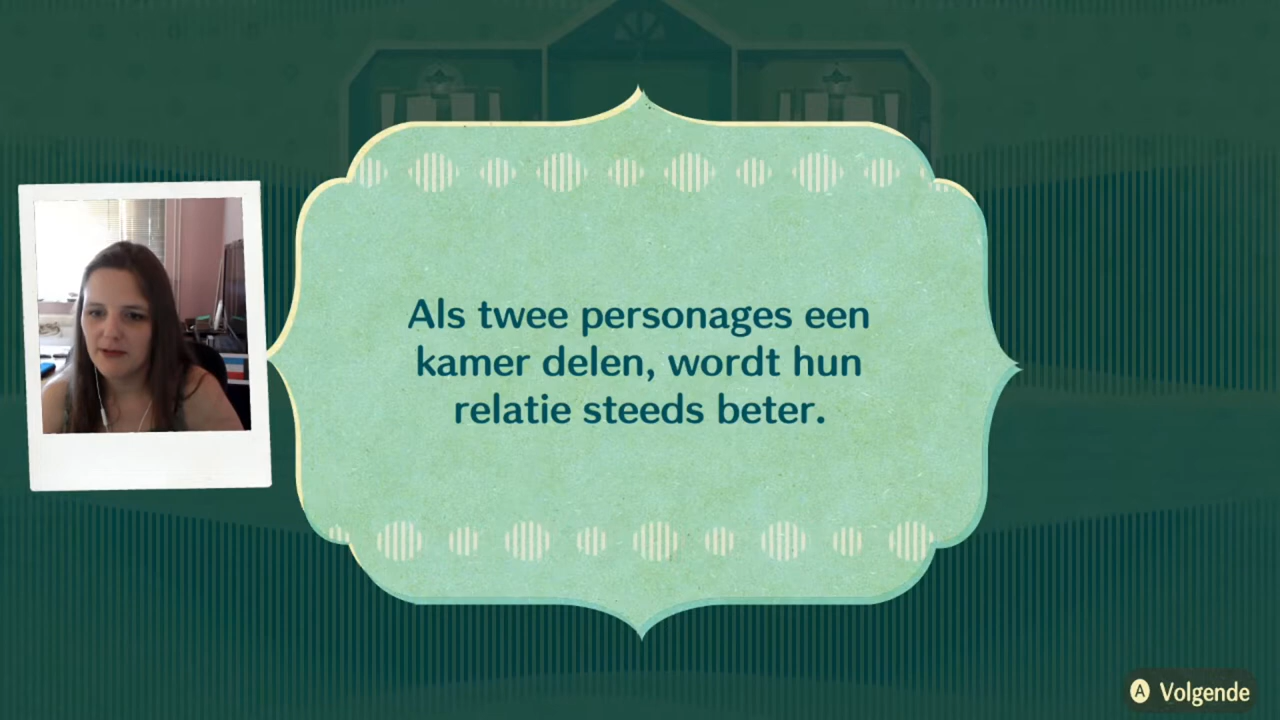 Als twee personages een
kamer delen, wordt hun
relatie steeds beter.
A Volgende